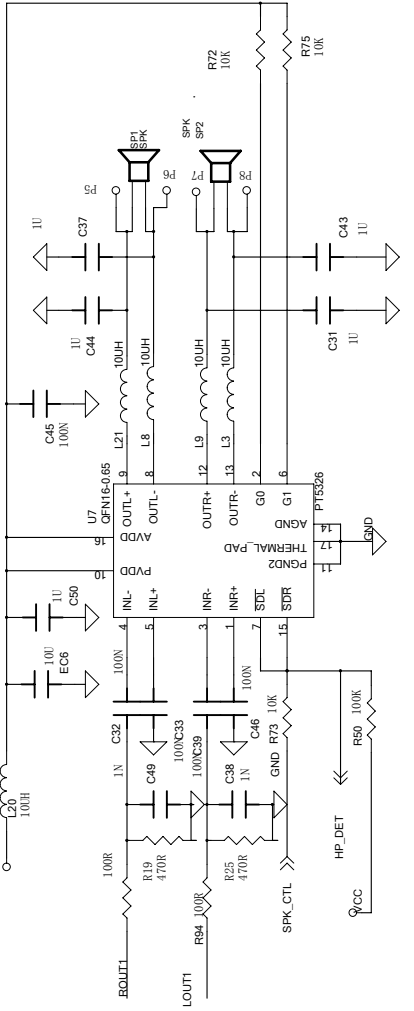 R72
10K
R75
10K
SP1
SPK
SPK
SP2
P5
P6
P7
P8
1U
C37
1U
C44
C45
100N
C43
1U
C31
1U
L21
10UH
L8
10UH
L9
10UH
L3
10UH
U7
QFN16-0.65
PT5326
16
AVDD
10
PVDD
9
OUTL+
8
OUTL-
12
OUTR+
13
OUTR-
2
G0
6
G1
AGND
14
THERMAL_PAD
17
PGND2
11
GND
4
INL-
5
INL+
3
INR-
1
INR+
7
SDL
15
SDR
1U
C50
10U
EC6
L20
10UH
100N
C32
C33
100N
C39
100N
C46
100N
1N
C49
C38
1N
R19
470R
R25
470R
100R
ROUT1
100R
R94
LOUT1
GND
R73
10K
SPK_CTL
HP_DET
R50
100K
VCC